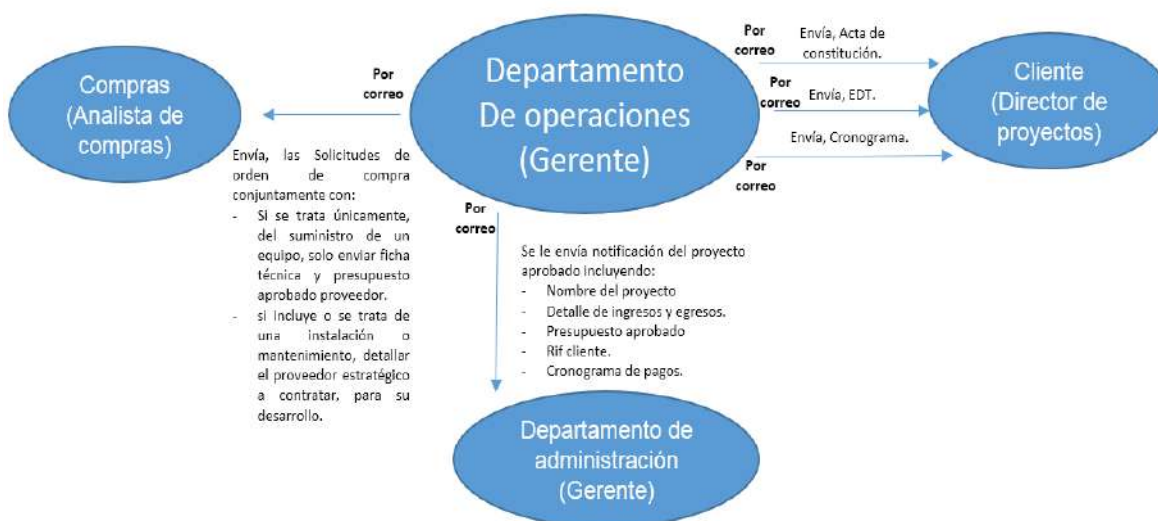 Compras
(Analista de
compras)
Por
correo
Departamento
De operaciones
(Gerente)
Por
correo
Envía, Acta de
constitución.
Por
correo
Envía, EDT.
Envía, Cronograma.
Por
correo
Cliente
(Director de
proyectos)
Envía, las Solicitudes de
orden de compra
conjuntamente con:
- Si se trata únicamente,
del suministro de un
equipo, solo enviar ficha
técnica y presupuesto
aprobado proveedor.
- si incluye o se trata de
una instalación o
mantenimiento, detallar
el proveedor estratégico
a contratar, para su
desarrollo.
Por
correo
Se le envía notificación del proyecto
aprobado incluyendo:
- Nombre del proyecto
- Detalle de ingresos y egresos.
- Presupuesto aprobado
- Rif cliente.
- Cronograma de pagos.
Departamento de
administración
(Gerente)